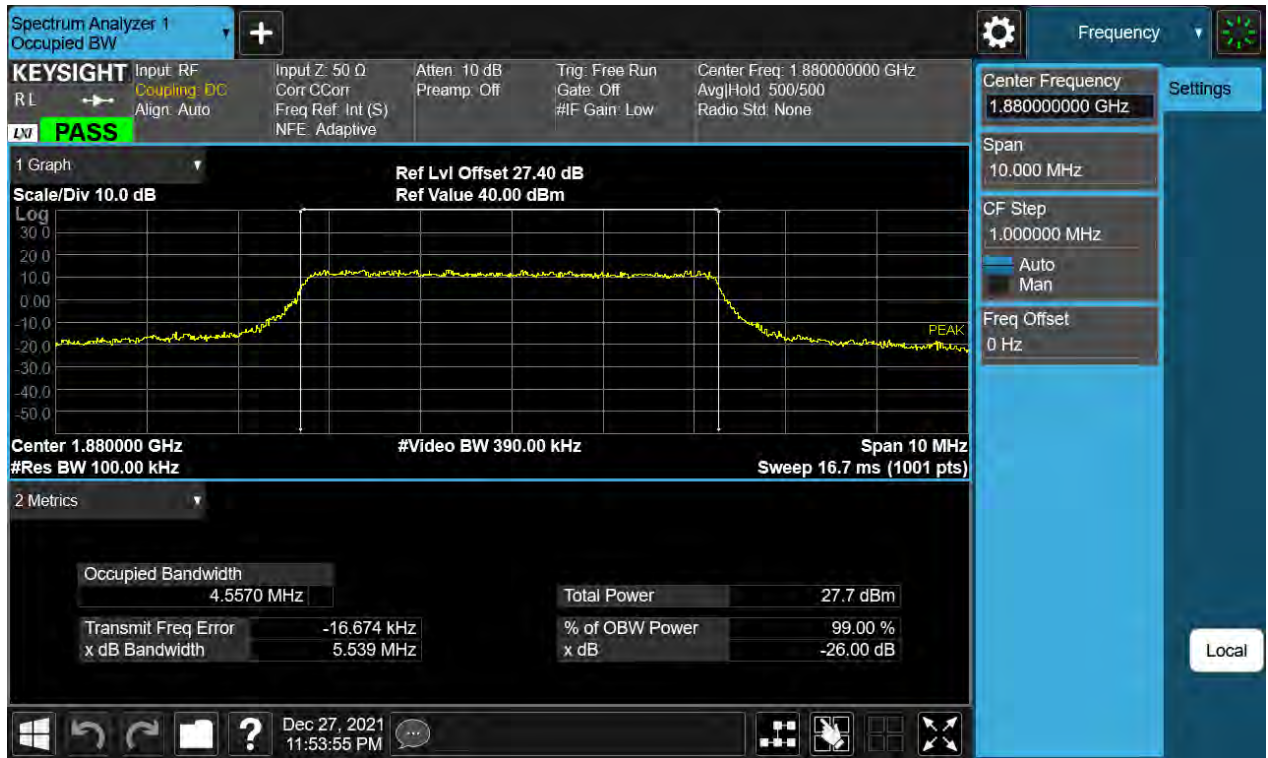 Spectrum Analyzer 1
Occupied BW
+
Frequency
KEYSIGHT
RL
LXI
PASS
Input: RF
Coupling: DC
Align: Auto
Input Z: 50 Ω
Corr CCorr
Freq Ref: Int (S)
NFE: Adaptive
Atten: 10 dB
Preamp: Off
Trig: Free Run
Gate: Off
#IF Gain: Low
Center Freq: 1.880000000 GHz
Avg|Hold: 500/500
Radio Std: None
Center Frequency
1.880000000 GHz
Settings
Span
10.000 MHz
CF Step
1.000000 MHz
Auto
Man
Freq Offset
0 Hz
Local
1 Graph
Scale/Div 10.0 dB
Ref Lvl Offset 27.40 dB
Ref Value 40.00 dBm
Log
30.0
20.0
10.0
0.00
-10.0
-20.0
-30.0
-40.0
-50.0
PEAK
Center 1.880000 GHz
#Video BW 390.00 kHz
Span 10 MHz
#Res BW 100.00 kHz
Sweep 16.7 ms (1001 pts)
2 Metrics
Occupied Bandwidth
4.5570 MHz
Total Power 27.7 dBm
Transmit Freq Error -16.674 kHz
% of OBW Power 99.00 %
x dB Bandwidth 5.539 MHz
x dB -26.00 dB
?
Dec 27, 2021
11:53:55 PM